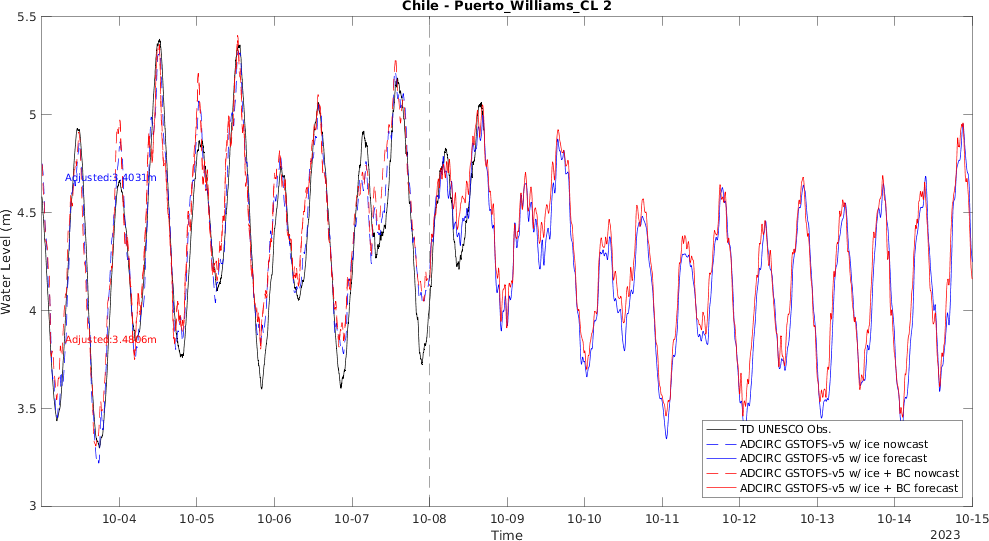 Chile - Puerto_Williams_CL 2
5.5
5
4.5
4
3.5
3
Water Level (m)
Adjusted:3.4031m
Adjusted:3.4806m
TD UNESCO Obs.
ADCIRC GSTOFS-v5 w/ ice nowcast
ADCIRC GSTOFS-v5 w/ ice forecast
ADCIRC GSTOFS-v5 w/ ice + BC nowcast
ADCIRC GSTOFS-v5 w/ ice + BC forecast
10-04 10-05 10-06 10-07 10-08 10-09 10-10 10-11 10-12 10-13 10-14 10-15
Time
2023